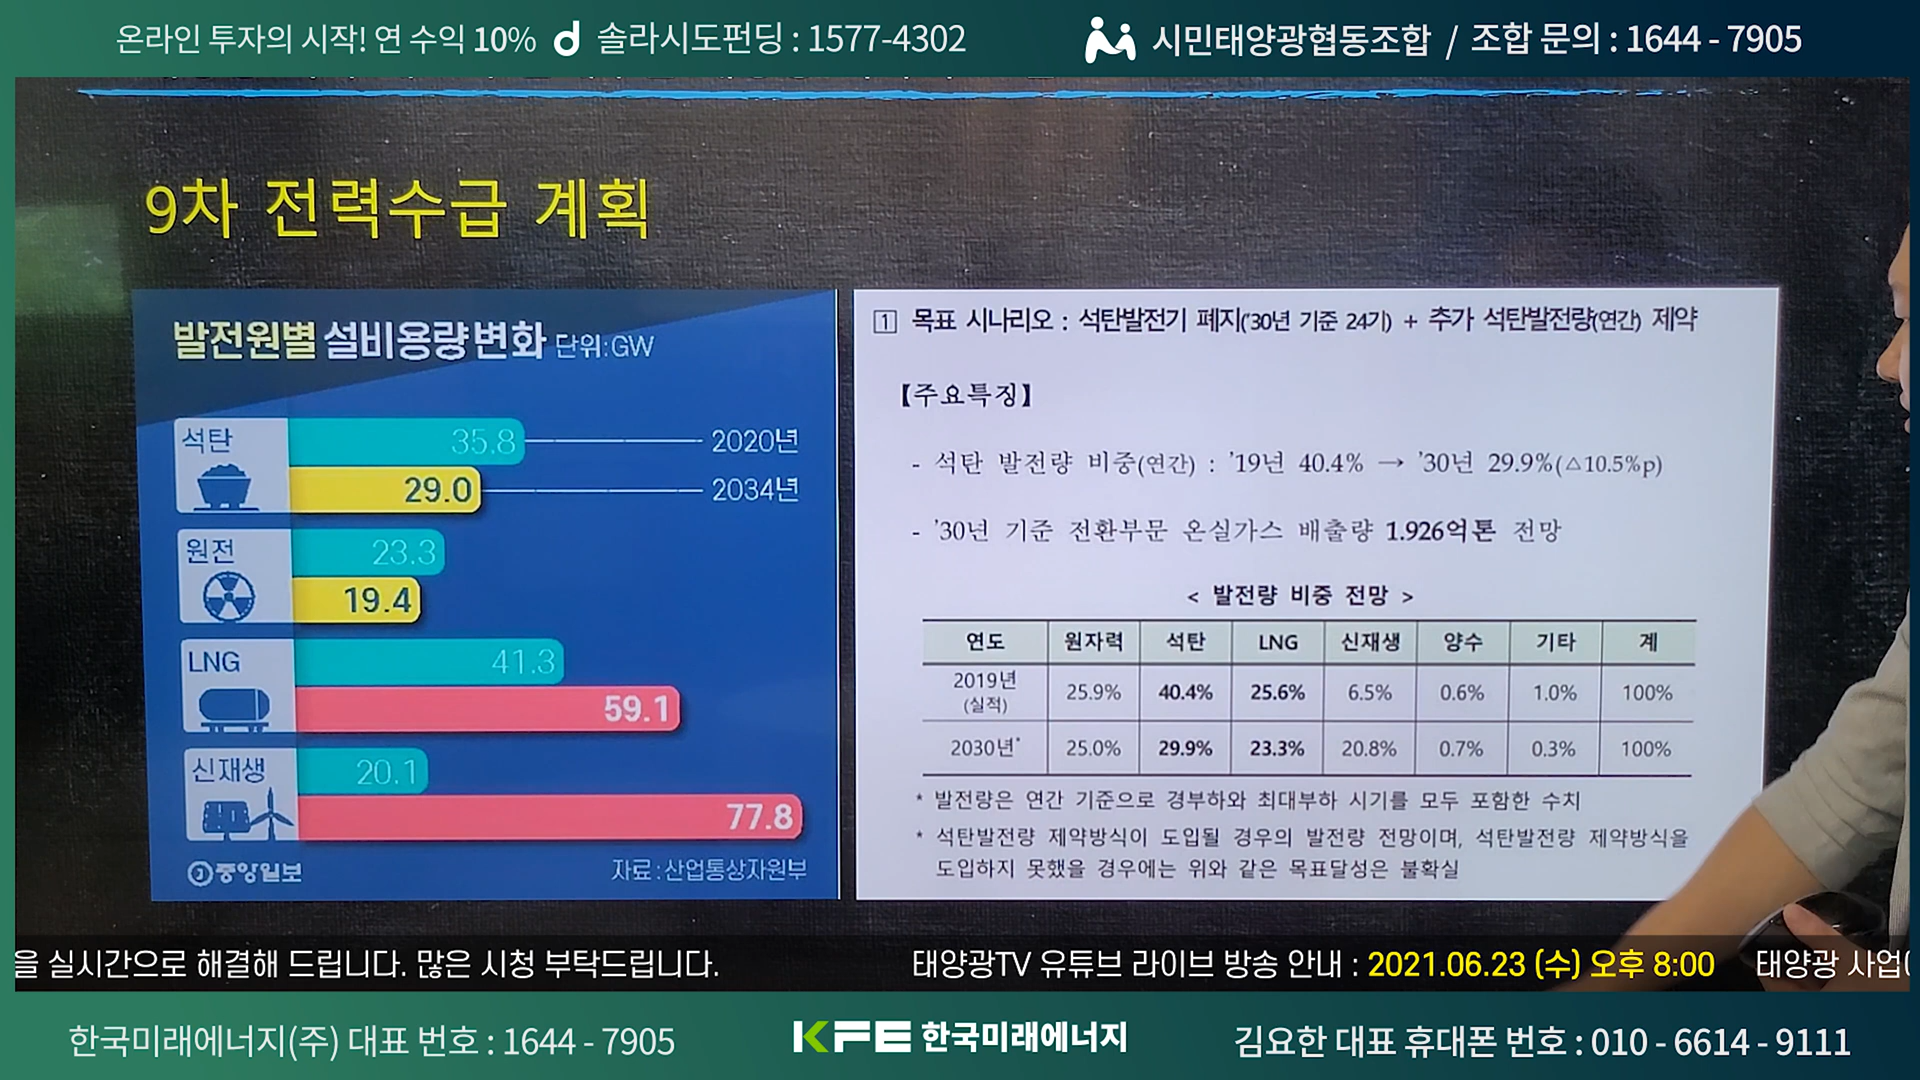 온라인 투자의 시작! 연 수익 10% 솔라시도펀딩 : 1577-4302
시민태양광협동조합 / 조합 문의 : 1644 - 7905
9차 전력수급 계획
발전원별 설비용량 변화 단위:GW
석탄
35.8
2020년
29.0
2034년
원전
23.3
19.4
LNG
41.3
59.1
신재생
20.1
77.8
중앙일보
자료 : 산업통상자원부
1 목표 시나리오 : 석탄발전기 폐지('30년 기준 24기) + 추가 석탄발전량(연간) 제약
【주요특징】
- 석탄 발전량 비중(연간) : '19년 40.4% → '30년 29.9%(△10.5%p)
- '30년 기준 전환부문 온실가스 배출량 1.926억톤 전망
< 발전량 비중 전망 >
연도 원자력 석탄 LNG 신재생 양수 기타 계
2019년 (실적) 25.9% 40.4% 25.6% 6.5% 0.6% 1.0% 100%
2030년* 25.0% 29.9% 23.3% 20.8% 0.7% 0.3% 100%
* 발전량은 연간 기준으로 경부하와 최대부하 시기를 모두 포함한 수치
* 석탄발전량 제약방식이 도입될 경우의 발전량 전망이며, 석탄발전량 제약방식을
도입하지 못했을 경우에는 위와 같은 목표달성은 불확실
을 실시간으로 해결해 드립니다. 많은 시청 부탁드립니다.
태양광TV 유튜브 라이브 방송 안내 : 2021.06.23 (수) 오후 8:00
태양광 사업
한국미래에너지(주) 대표 번호 : 1644 - 7905
KFE 한국미래에너지
김요한 대표 휴대폰 번호 : 010 - 6614 - 9111